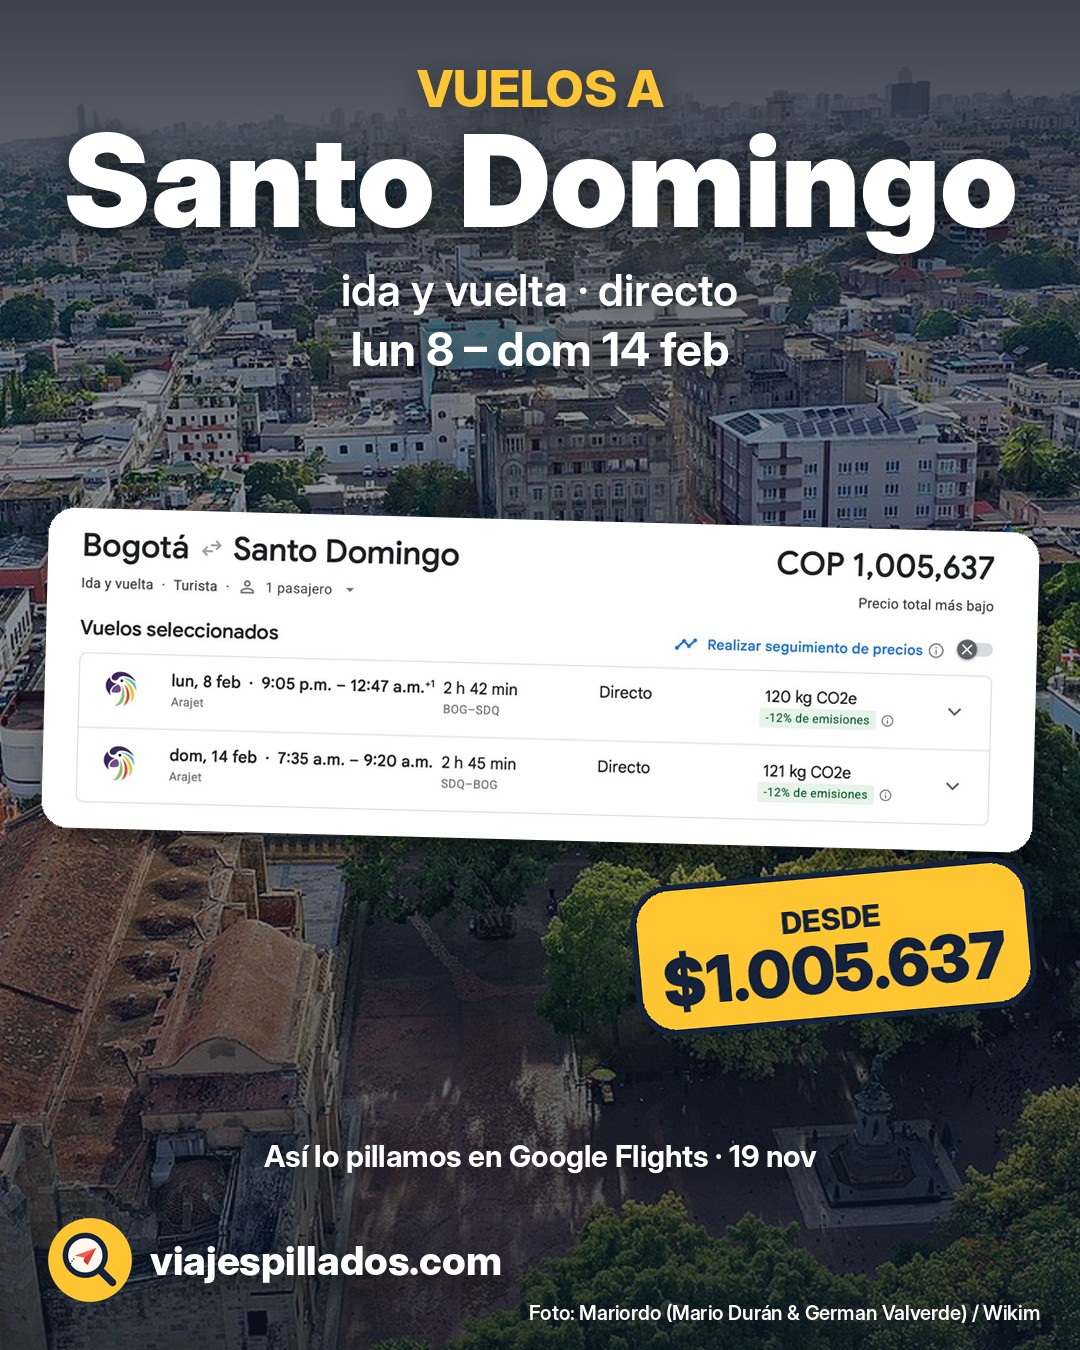 VUELOS A
Santo Domingo
ida y vuelta · directo
lun 8 – dom 14 feb
Bogotá Santo Domingo
COP 1,005,637
Ida y vuelta · Turista · 1 pasajero
Precio total más bajo
Vuelos seleccionados
Realizar seguimiento de precios
lun, 8 feb · 9:05 p.m. – 12:47 a.m.+1 2 h 42 min Directo 120 kg CO2e
Arajet BOG–SDQ -12% de emisiones
dom, 14 feb · 7:35 a.m. – 9:20 a.m. 2 h 45 min Directo 121 kg CO2e
Arajet SDQ–BOG -12% de emisiones
DESDE
$1.005.637
Así lo pillamos en Google Flights · 19 nov
viajespillados.com
Foto: Mariordo (Mario Durán & German Valverde) / Wikim